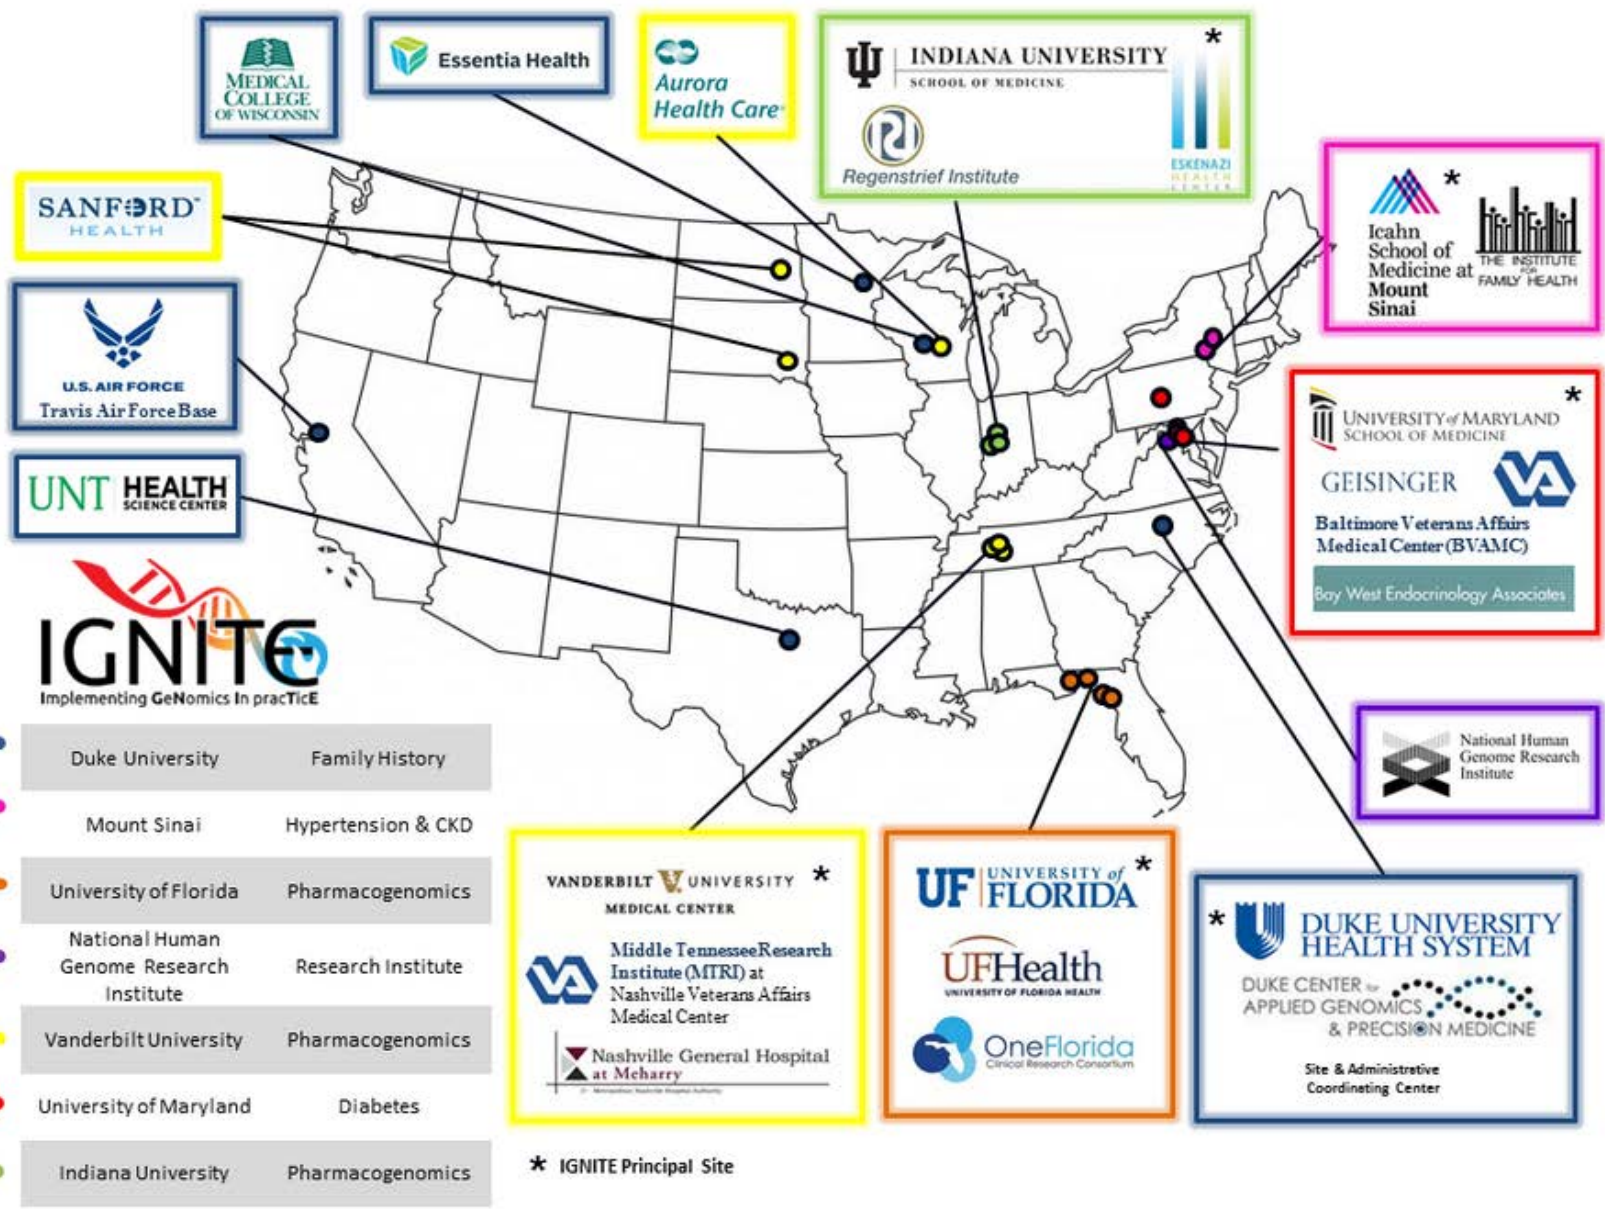 MEDICAL
COLLEGE
OF WISCONSIN
Essentia Health
Aurora
Health Care
INDIANA UNIVERSITY
SCHOOL OF MEDICINE
Regenstrief Institute
*
ESKENAZI
HEALTH
CENTER
SANFORD
HEALTH
U.S. AIR FORCE
Travis Air Force Base
UNT HEALTH
SCIENCE CENTER
*
Icahn
School of
Medicine at
Mount
Sinai
THE INSTITUTE
FOR
FAMILY HEALTH
*
UNIVERSITY of MARYLAND
SCHOOL OF MEDICINE
GEISINGER
VA
Baltimore Veterans Affairs
Medical Center (BVAMC)
Bay West Endocrinology Associates
National Human
Genome Research
Institute
IGNITE
Implementing GeNomics In pracTicE
Duke University Family History
Mount Sinai Hypertension & CKD
University of Florida Pharmacogenomics
National Human
Genome Research
Institute
Research Institute
Vanderbilt University Pharmacogenomics
University of Maryland Diabetes
Indiana University Pharmacogenomics
VANDERBILT V UNIVERSITY *
MEDICAL CENTER
VA
Middle Tennessee Research
Institute (MTRI) at
Nashville Veterans Affairs
Medical Center
Nashville General Hospital
at Meharry
UF UNIVERSITY of
FLORIDA
*
UFHealth
UNIVERSITY OF FLORIDA HEALTH
OneFlorida
Clinical Research Consortium
* DUKE UNIVERSITY
HEALTH SYSTEM
DUKE CENTER for
APPLIED GENOMICS
& PRECISION MEDICINE
Site & Administrative
Coordinating Center
* IGNITE Principal Site